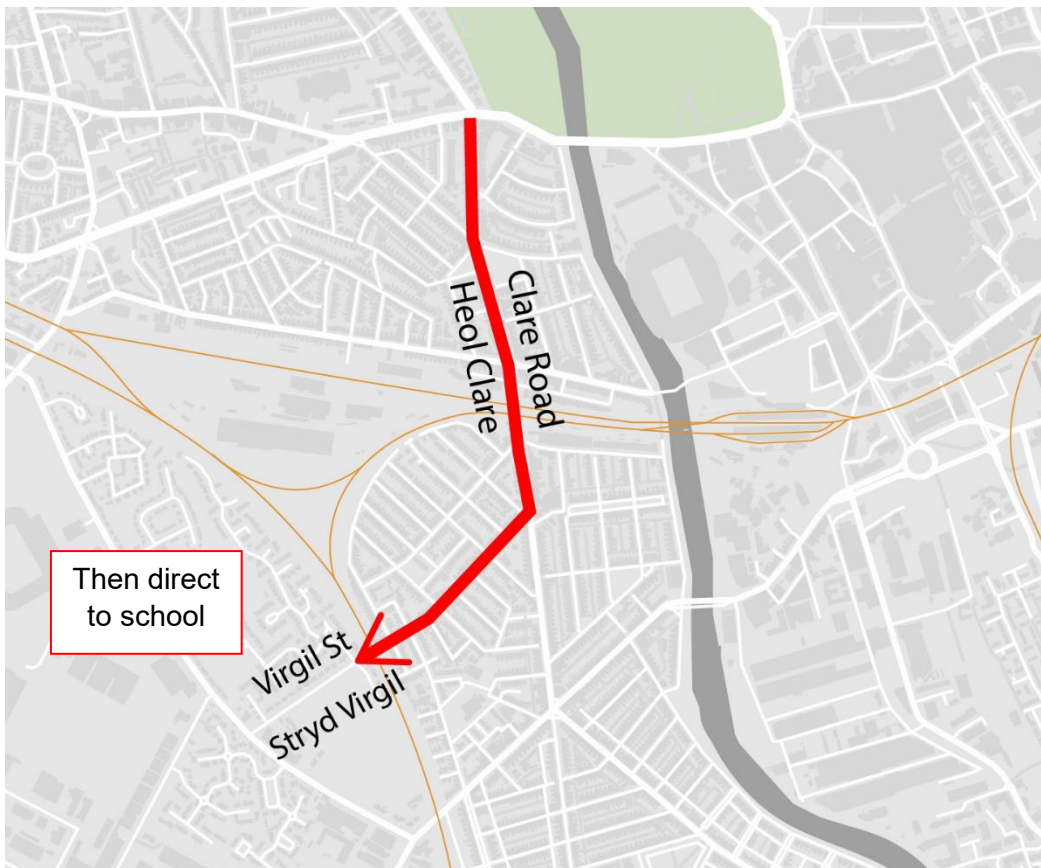 Clare Road
Heol Clare
Then direct
to school
Virgil St
Stryd Virgil